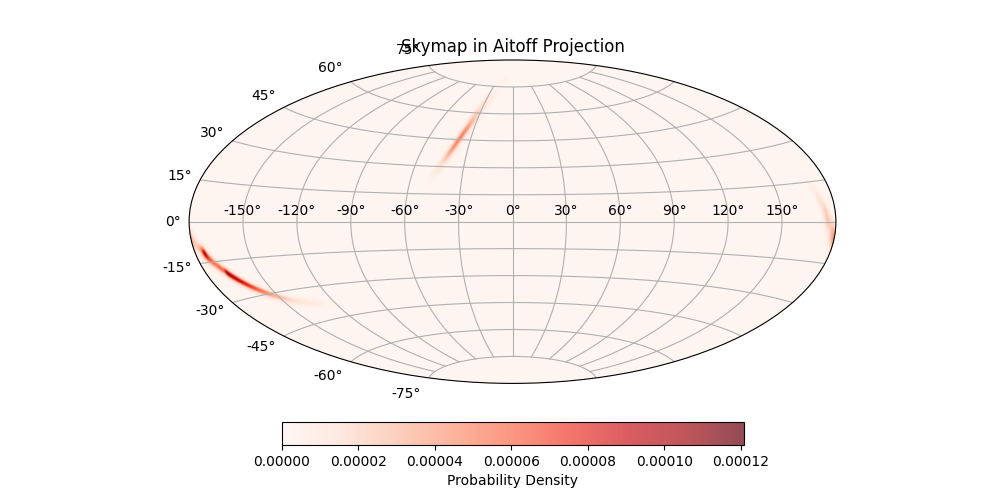 Skymap in Aitoff Projection
75°
60°
45°
30°
15°
-150° -120° -90° -60° -30° 0° 30° 60° 90° 120° 150°
0°
-15°
-30°
-45°
-60°
-75°
0.00000 0.00002 0.00004 0.00006 0.00008 0.00010 0.00012
Probability Density